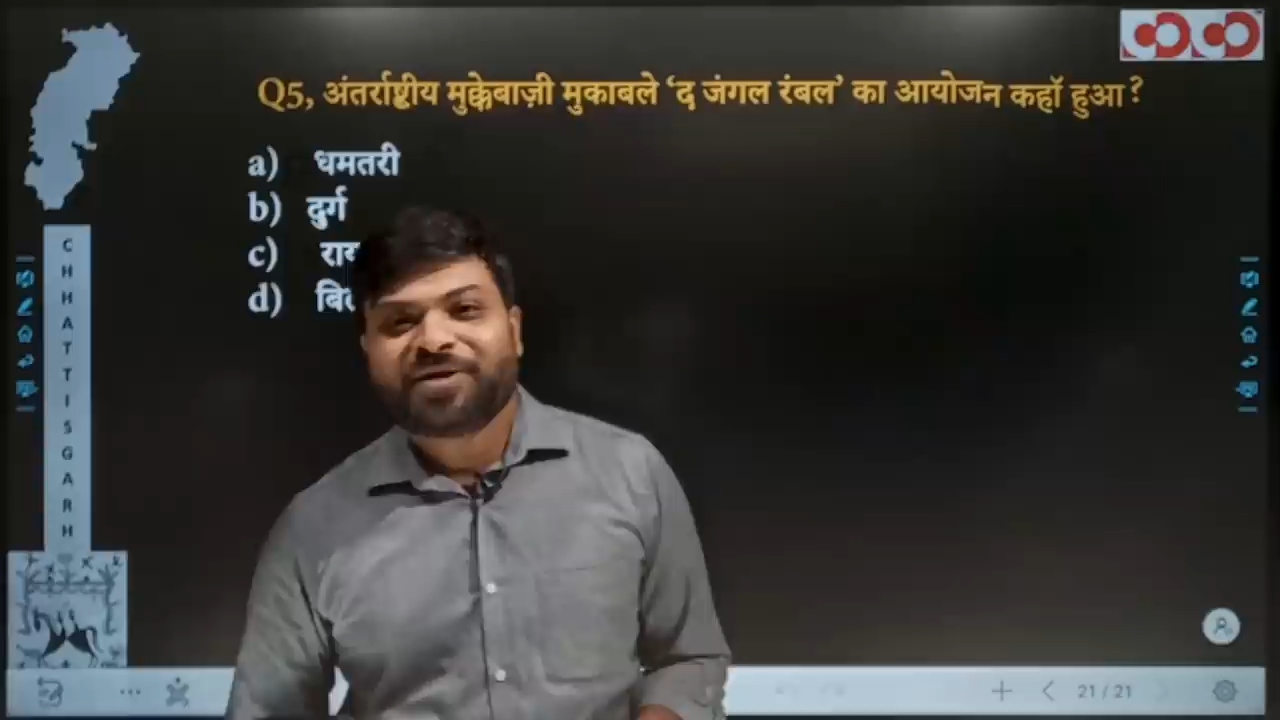 Q5, अंतर्राष्ट्रीय मुक्केबाज़ी मुकाबले ‘द जंगल रंबल’ का आयोजन कहॉ हुआ ?
a) धमतरी
b) दुर्ग
c)
d)
CHHATTISGARH
21 / 21